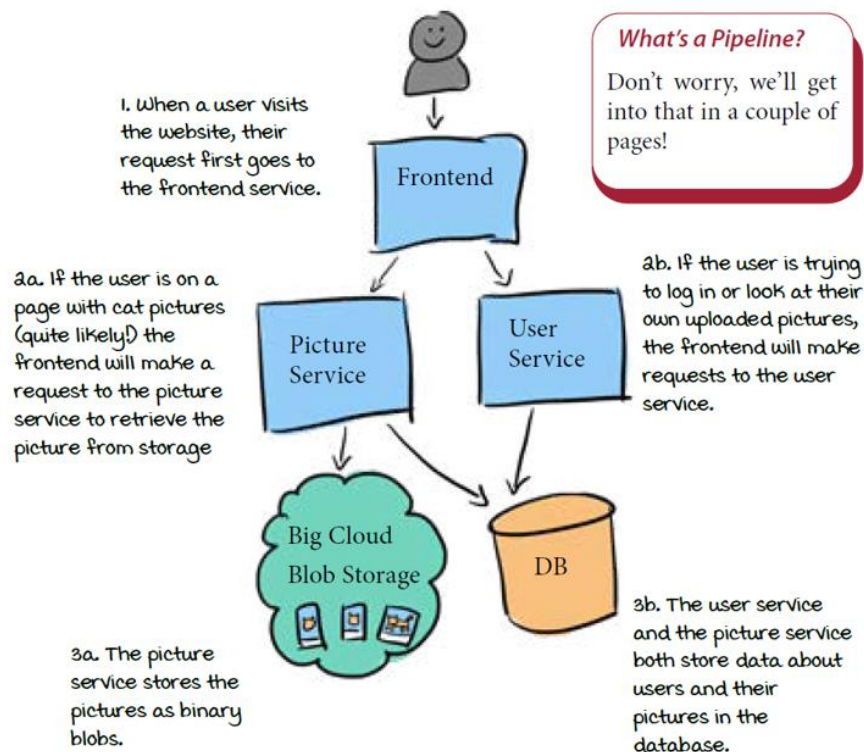 What's a Pipeline?
Don't worry, we'll get
into that in a couple of
pages!
1. When a user visits
the website, their
request first goes to
the frontend service.
Frontend
2a. If the user is on a
page with cat pictures
(quite likely!) the
frontend will make a
request to the picture
service to retrieve the
picture from storage
Picture
Service
User
Service
2b. If the user is trying
to log in or look at their
own uploaded pictures,
the frontend will make
requests to the user
service.
Big Cloud
Blob Storage
DB
3a. The picture
service stores the
pictures as binary
blobs.
3b. The user service
and the picture service
both store data about
users and their
pictures in the
database.